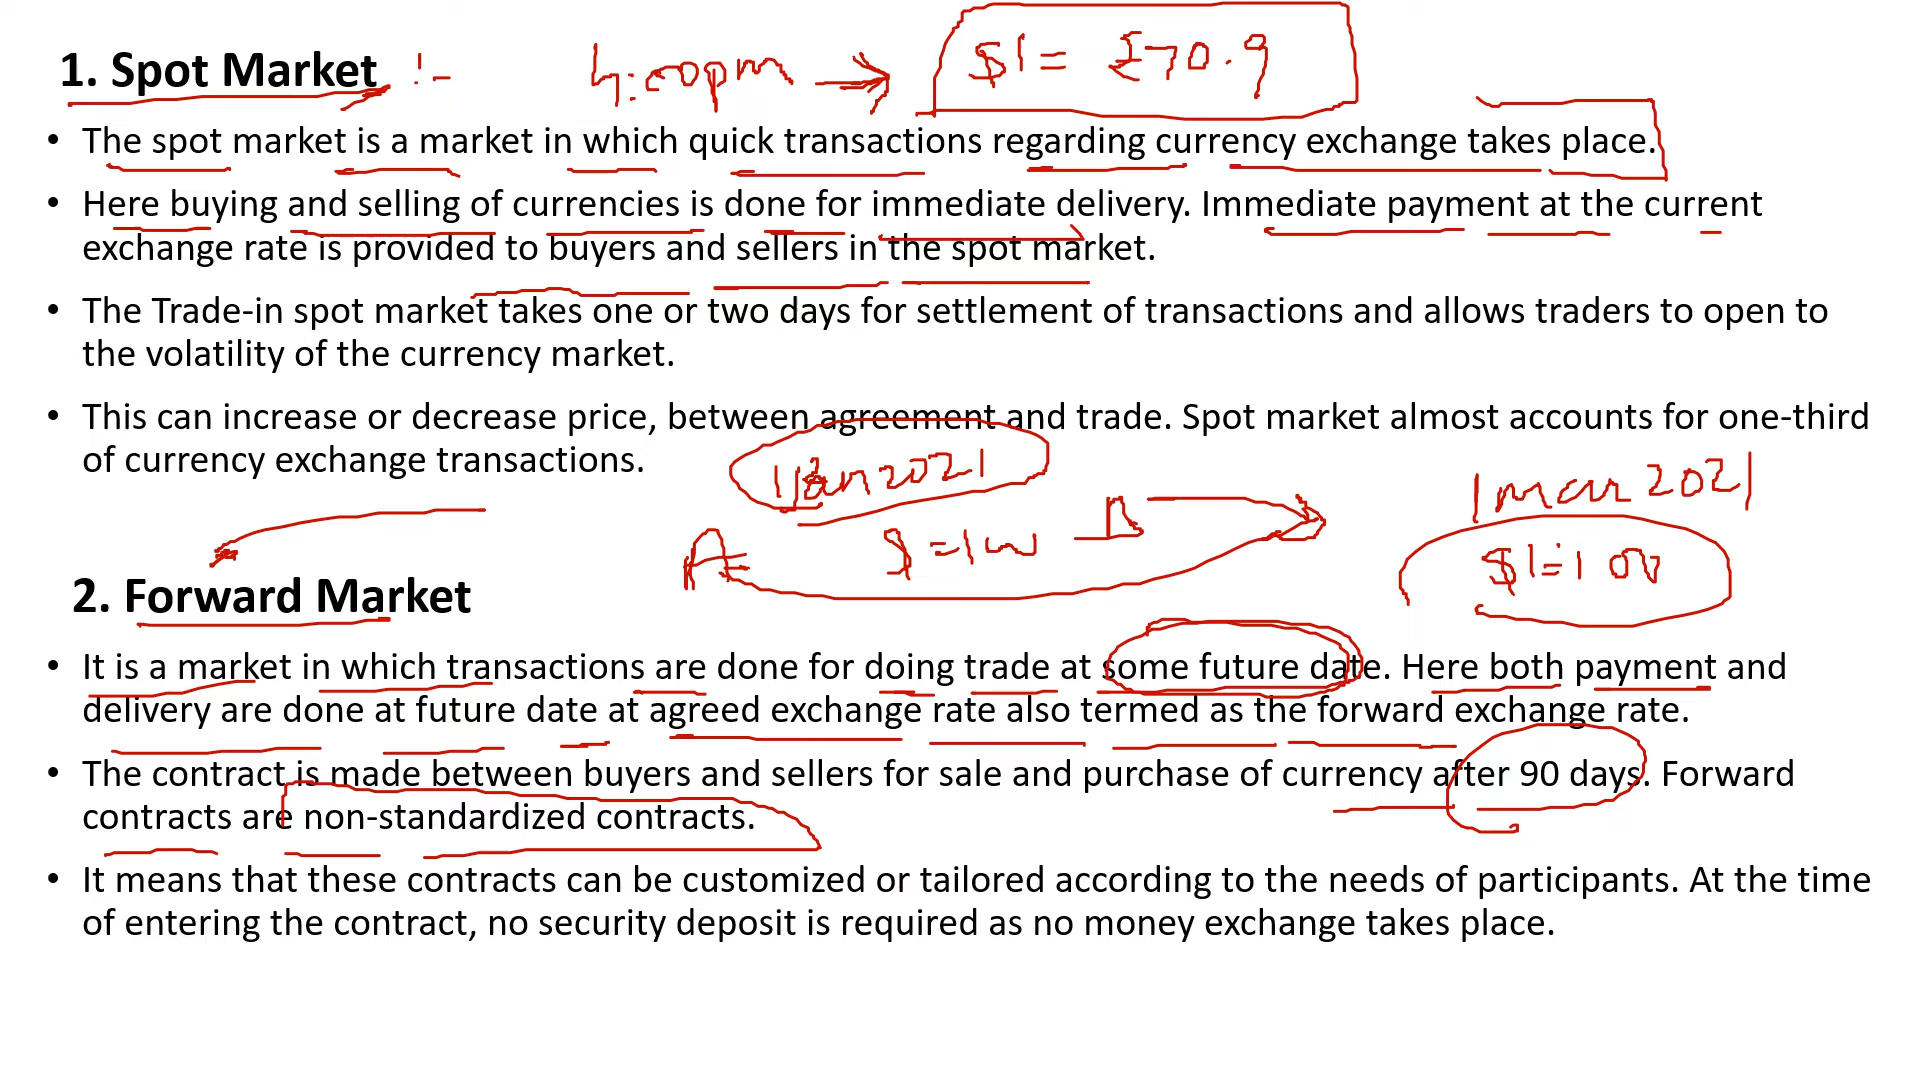 1. Spot Market :-
4:00pm → $1 = ₹70.9
• The spot market is a market in which quick transactions regarding currency exchange takes place.
• Here buying and selling of currencies is done for immediate delivery. Immediate payment at the current
exchange rate is provided to buyers and sellers in the spot market.
• The Trade-in spot market takes one or two days for settlement of transactions and allows traders to open to
the volatility of the currency market.
• This can increase or decrease price, between agreement and trade. Spot market almost accounts for one-third
of currency exchange transactions.
1 Jan 2021
1 mar 2021
A
B
2. Forward Market
• It is a market in which transactions are done for doing trade at some future date. Here both payment and
delivery are done at future date at agreed exchange rate also termed as the forward exchange rate.
• The contract is made between buyers and sellers for sale and purchase of currency after 90 days. Forward
contracts are non-standardized contracts.
• It means that these contracts can be customized or tailored according to the needs of participants. At the time
of entering the contract, no security deposit is required as no money exchange takes place.